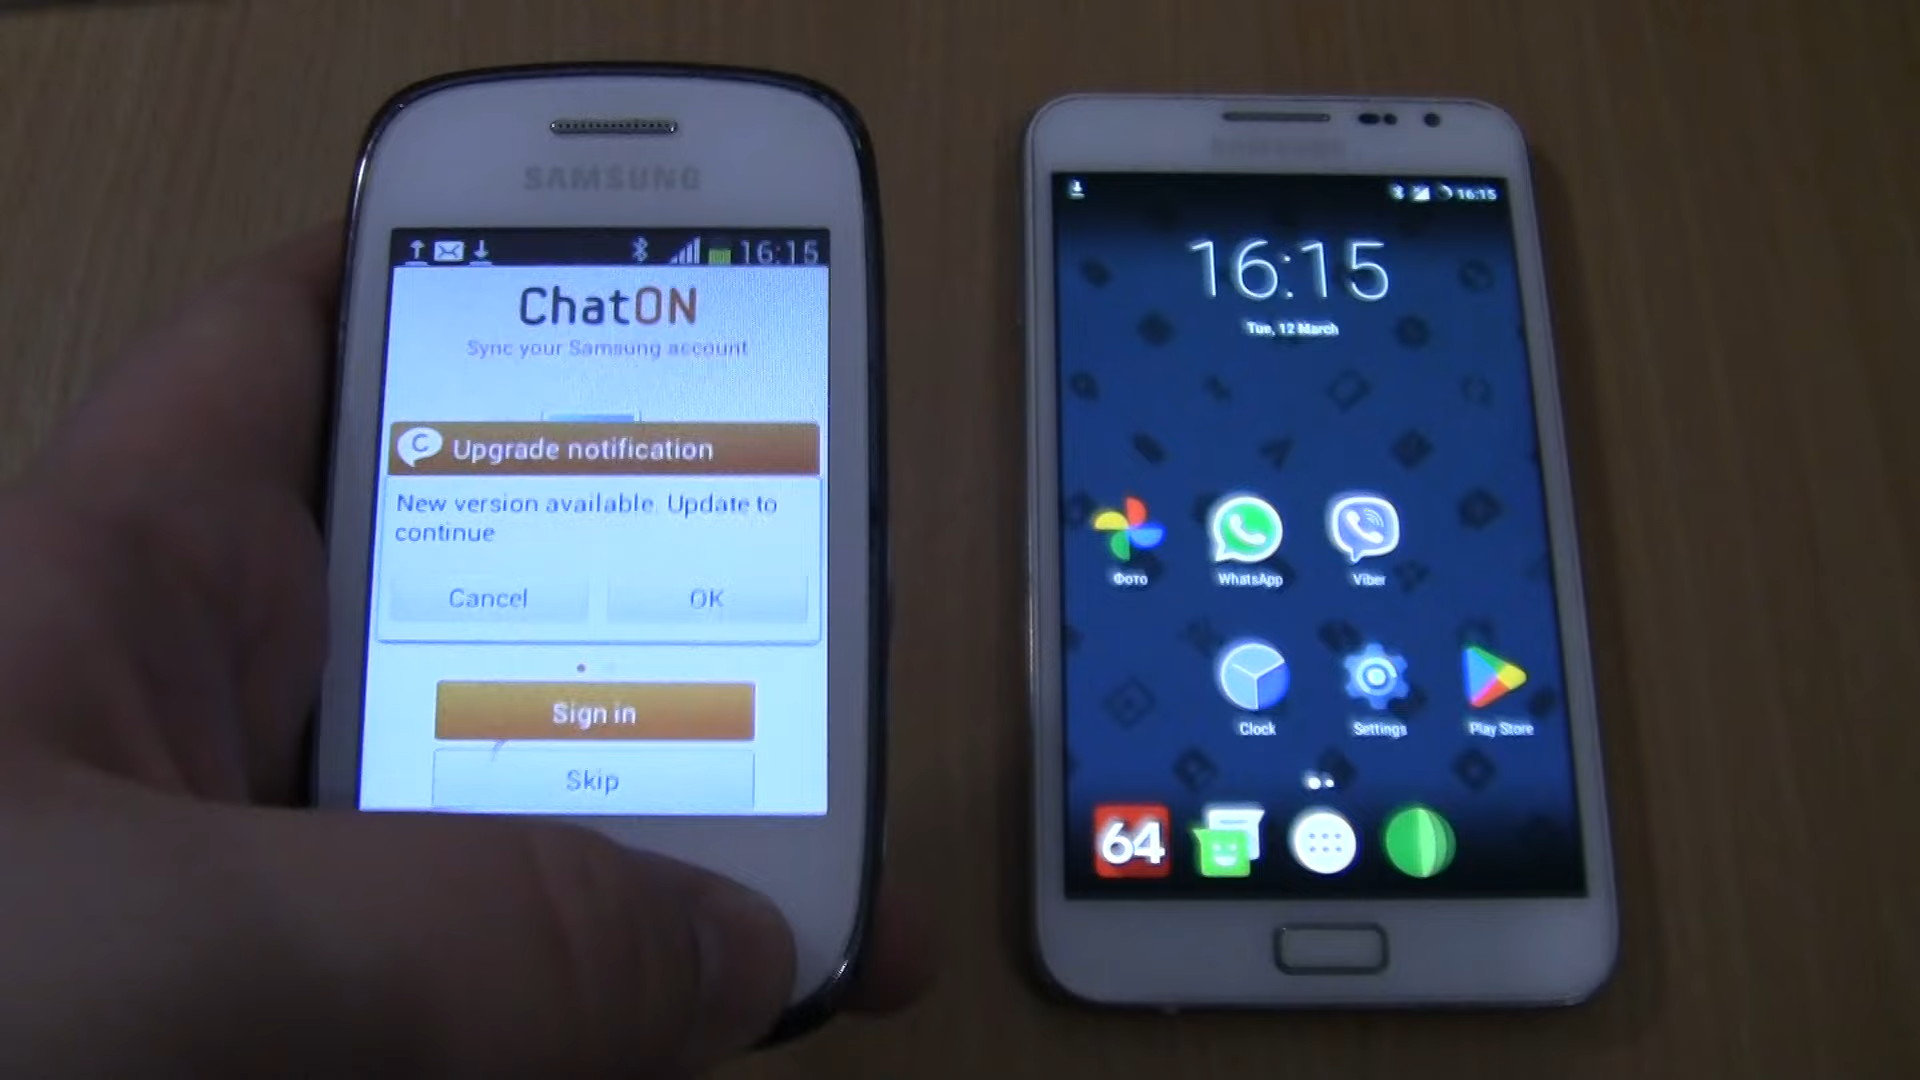 SAMSUNG
16:15
ChatON
Sync your Samsung account
C
Upgrade notification
New version available. Update to
continue
Cancel
OK
Sign in
Skip
SAMSUNG
16:15
16:15
Tue, 12 March
Фото
WhatsApp
Viber
Clock
Settings
Play Store
64